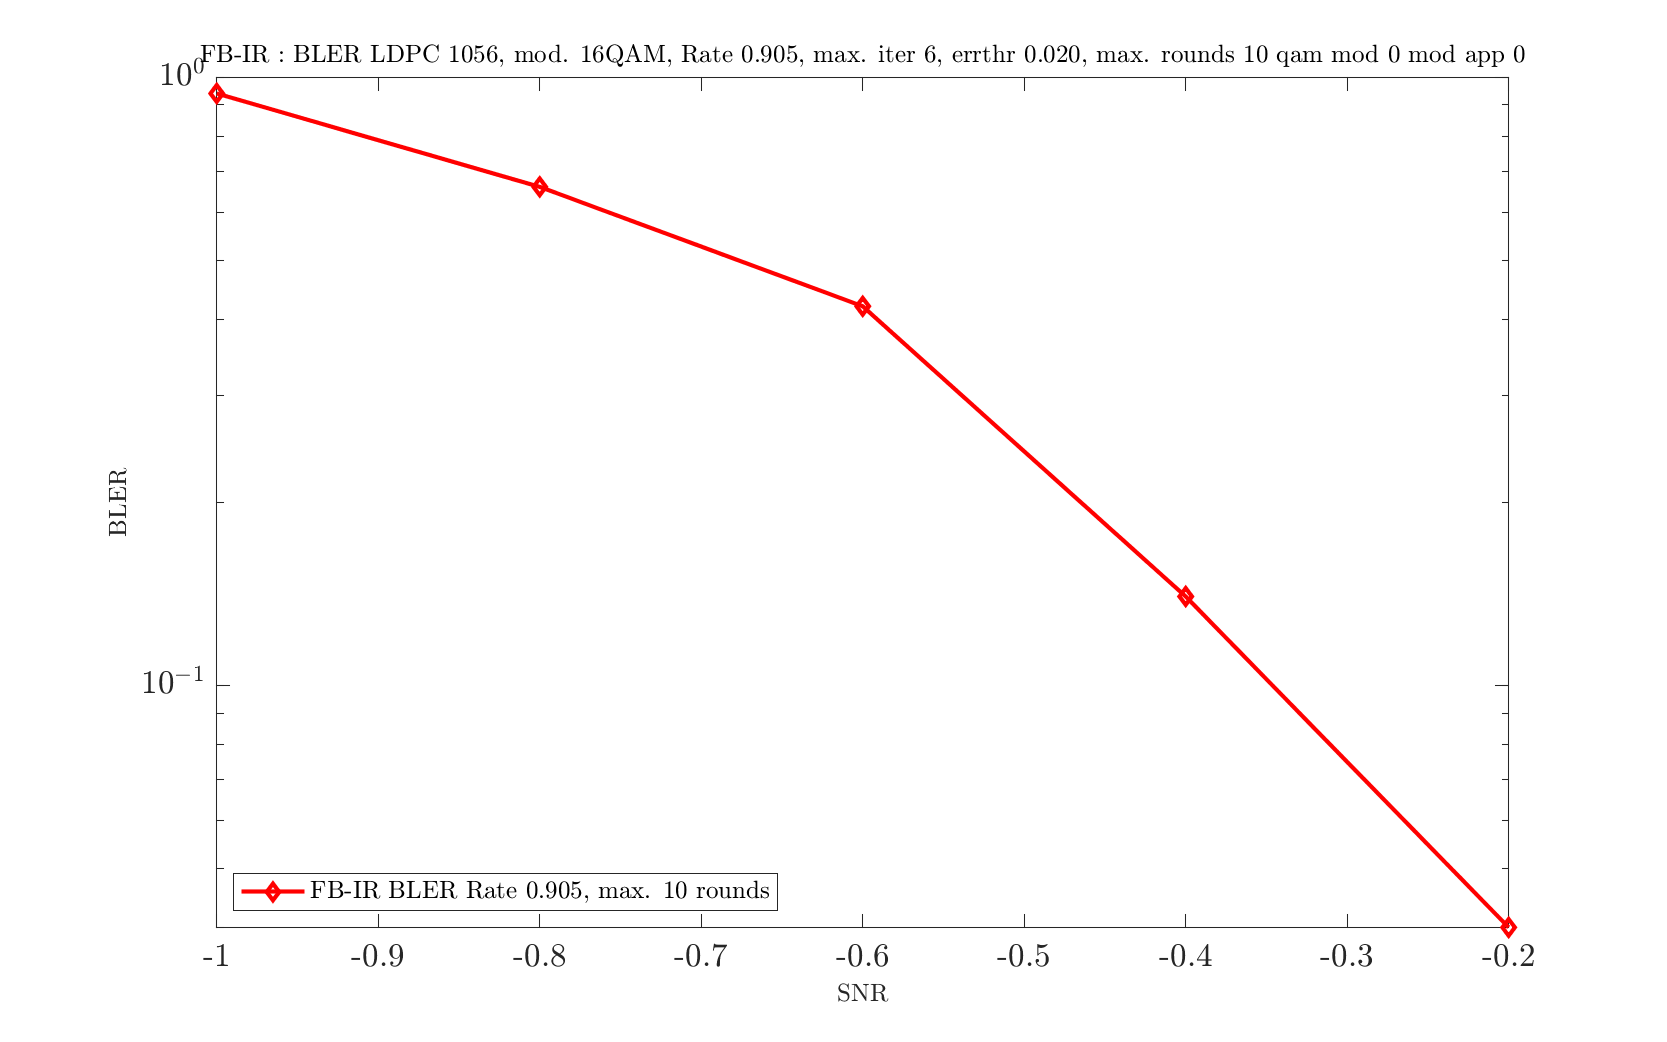 FB-IR : BLER LDPC 1056, mod. 16QAM, Rate 0.905, max. iter 6, errthr 0.020, max. rounds 10 qam mod 0 mod app 0
10⁰
BLER
10⁻¹
FB-IR BLER Rate 0.905, max. 10 rounds
-1 -0.9 -0.8 -0.7 -0.6 -0.5 -0.4 -0.3 -0.2
SNR